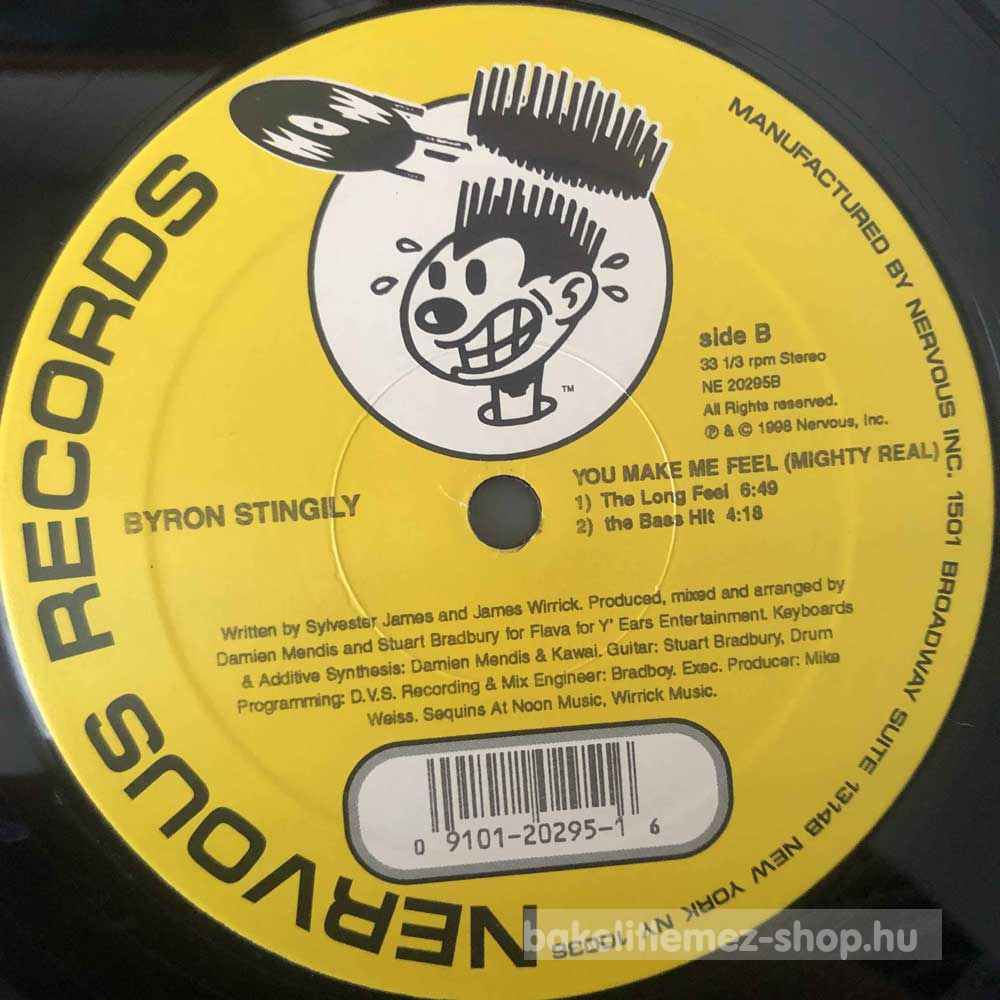 NERVOUS RECORDS
MANUFACTURED BY NERVOUS INC. 1501 BROADWAY SUITE 1314B NEW YORK NY 10036
TM
side B
33 1/3 rpm Stereo
NE 20295B
All Rights reserved.
℗ & © 1998 Nervous, Inc.
BYRON STINGILY
YOU MAKE ME FEEL (MIGHTY REAL)
1) The Long Feel 6:49
2) the Bass Hit 4:18
Written by Sylvester James and James Wirrick. Produced, mixed and arranged by
Damien Mendis and Stuart Bradbury for Flava for Y' Ears Entertainment. Keyboards
& Additive Synthesis: Damien Mendis & Kawai. Guitar: Stuart Bradbury, Drum
Programming: D.V.S. Recording & Mix Engineer: Bradboy. Exec. Producer: Mike
Weiss. Sequins At Noon Music, Wirrick Music.
0 9101-20295-1 6
bakelitlemez-shop.hu